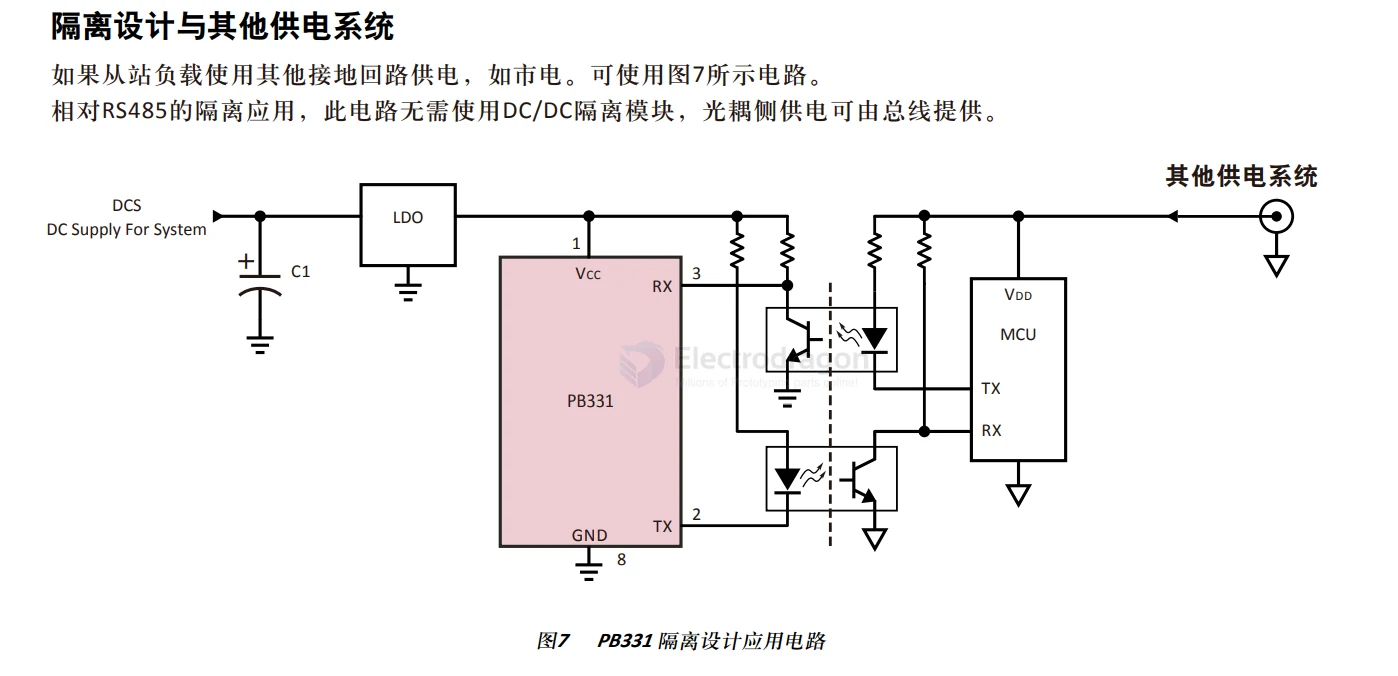 隔离设计与其他供电系统
如果从站负载使用其他接地回路供电，如市电。可使用图7所示电路。
相对RS485的隔离应用，此电路无需使用DC/DC隔离模块，光耦侧供电可由总线提供。
其他供电系统
DCS
DC Supply For System
LDO
+
C1
1
VCC
RX
3
PB331
TX
2
GND
8
VDD
MCU
TX
RX
Electrodragon
图7 PB331 隔离设计应用电路